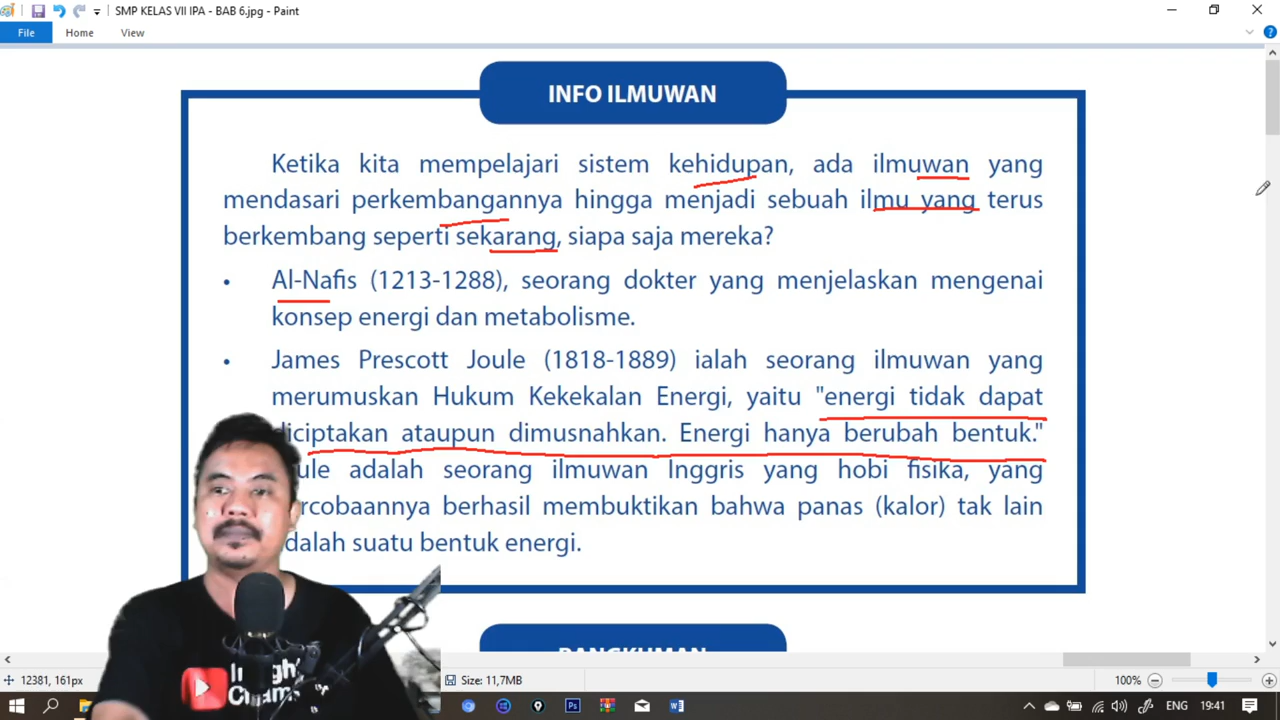 SMP KELAS VII IPA - BAB 6.jpg - Paint
File Home View
INFO ILMUWAN
Ketika kita mempelajari sistem kehidupan, ada ilmuwan yang
mendasari perkembangannya hingga menjadi sebuah ilmu yang terus
berkembang seperti sekarang, siapa saja mereka?
• Al-Nafis (1213-1288), seorang dokter yang menjelaskan mengenai
konsep energi dan metabolisme.
• James Prescott Joule (1818-1889) ialah seorang ilmuwan yang
merumuskan Hukum Kekekalan Energi, yaitu "energi tidak dapat
diciptakan ataupun dimusnahkan. Energi hanya berubah bentuk."
Joule adalah seorang ilmuwan Inggris yang hobi fisika, yang
percobaannya berhasil membuktikan bahwa panas (kalor) tak lain
adalah suatu bentuk energi.
12381, 161px
Size: 11,7MB
100%
ENG 19:41